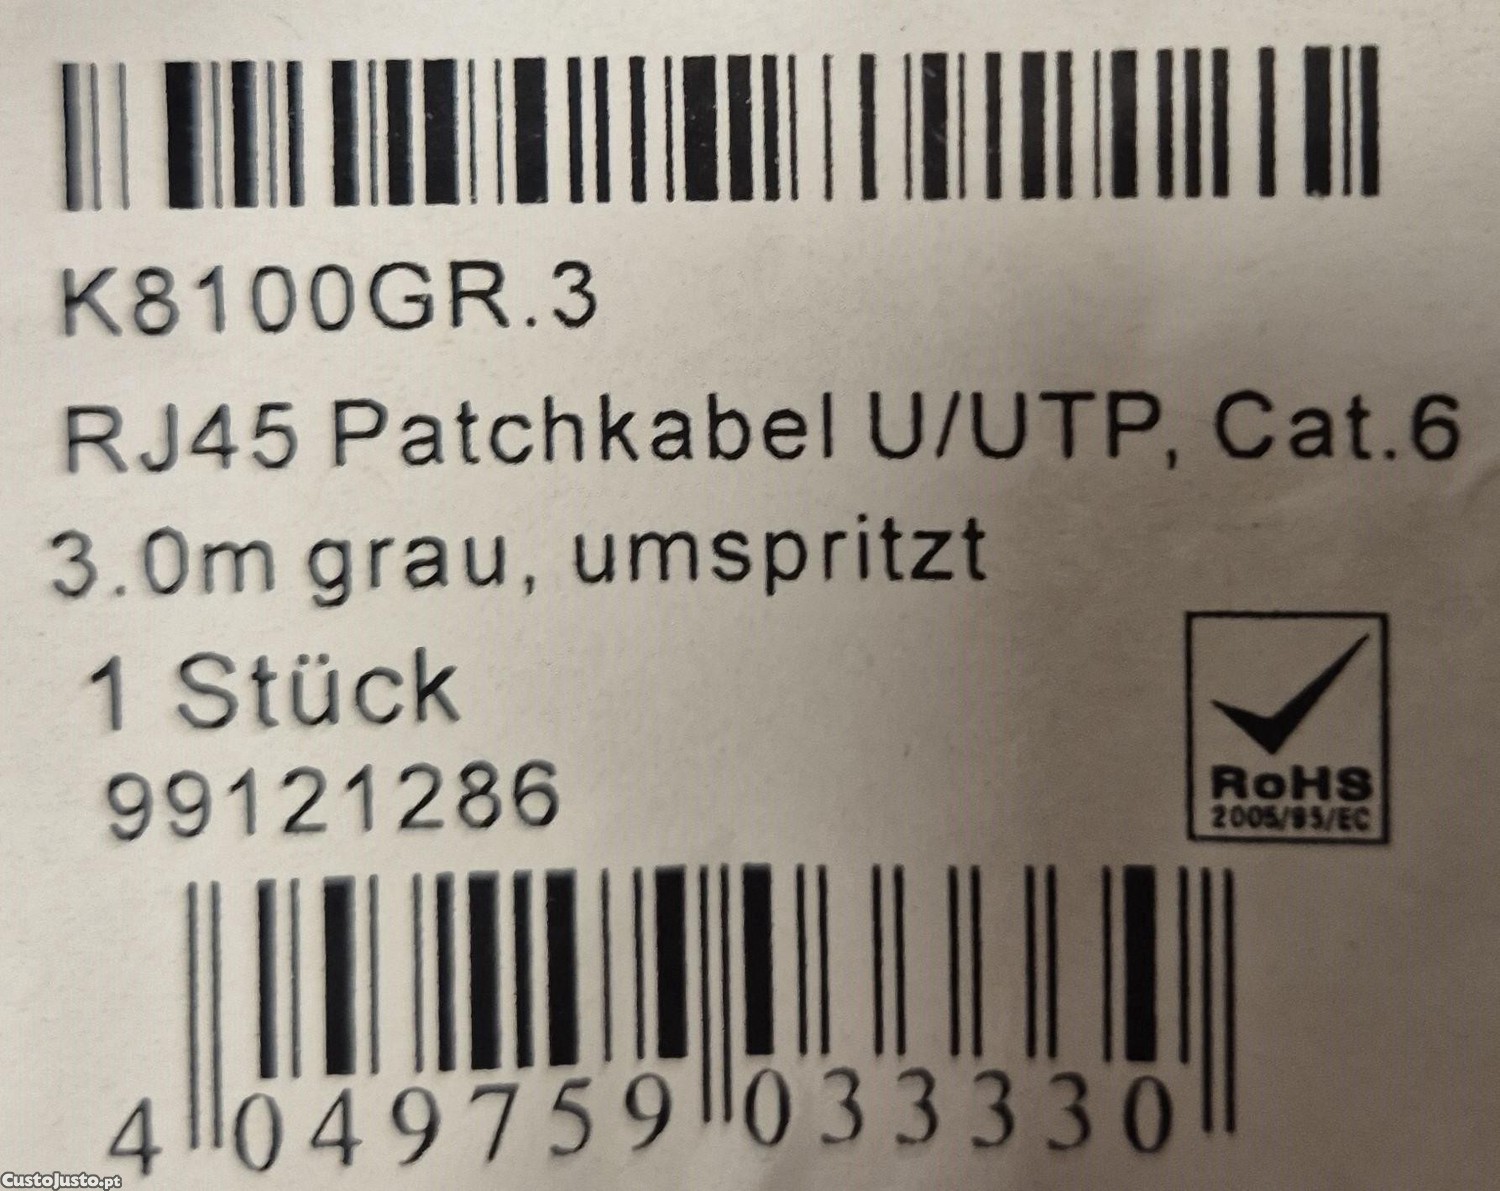 K8100GR.3
RJ45 Patchkabel U/UTP, Cat.6
3.0m grau, umspritzt
1 Stück
99121286
RoHS
2005/95/EC
4 049759 033330
CustoJusto.pt